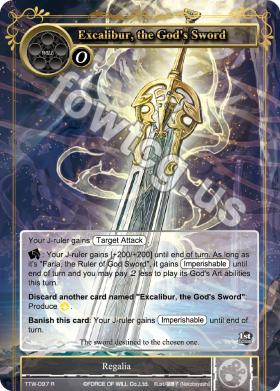 Excalibur, the God's Sword
RULE
0
fowtcg.us
Your J-ruler gains Target Attack.
: Your J-ruler gains [+200/+200] until end of turn. As long as
it's "Faria, the Ruler of God Sword", it gains Imperishable until
end of turn and you may pay 2 less to play its God's Art abilities
this turn.
Discard another card named "Excalibur, the God's Sword":
Produce .
Banish this card: Your J-ruler gains Imperishable until end of
turn.
The sword destined to the chosen one.
1st
Regalia
TTW-097 R
©FORCE OF WILL Co.,Ltd.